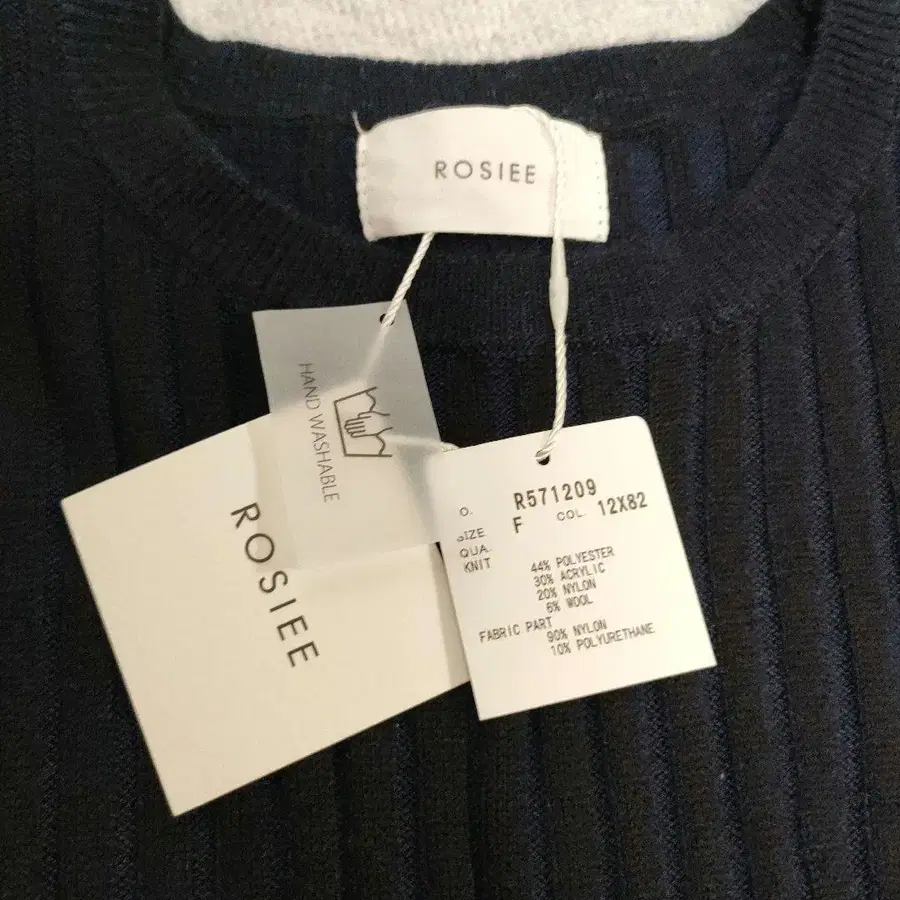 ROSIEE
HAND WASHABLE
ROSIEE
O. R571209
SIZE F COL. 12X82
QUA.
KNIT 44% POLYESTER
30% ACRYLIC
20% NYLON
6% WOOL
FABRIC PART
90% NYLON
10% POLYURETHANE